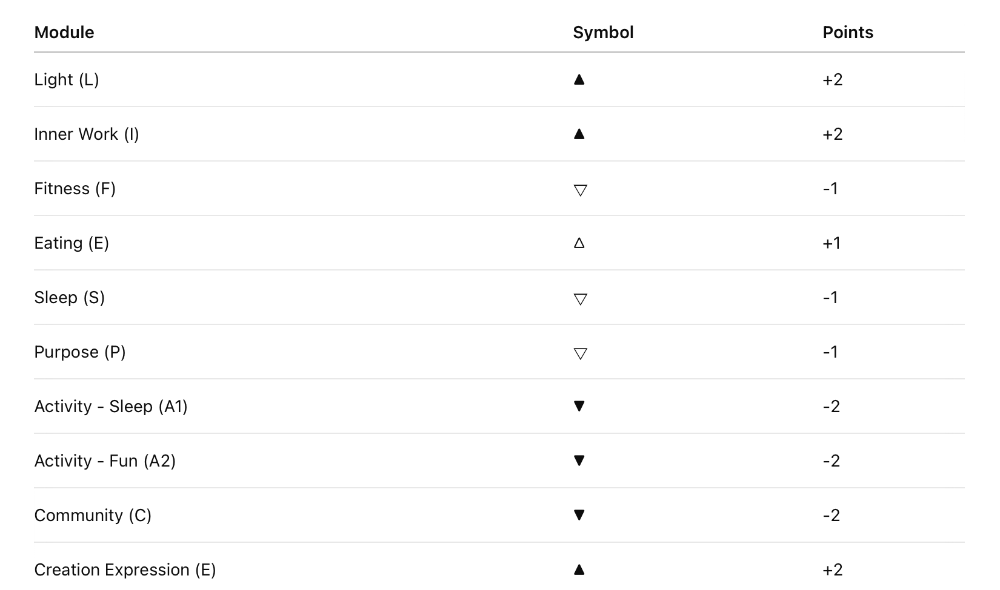 Module Symbol Points
Light (L) ▲ +2
Inner Work (I) ▲ +2
Fitness (F) ▽ -1
Eating (E) △ +1
Sleep (S) ▽ -1
Purpose (P) ▽ -1
Activity - Sleep (A1) ▼ -2
Activity - Fun (A2) ▼ -2
Community (C) ▼ -2
Creation Expression (E) ▲ +2